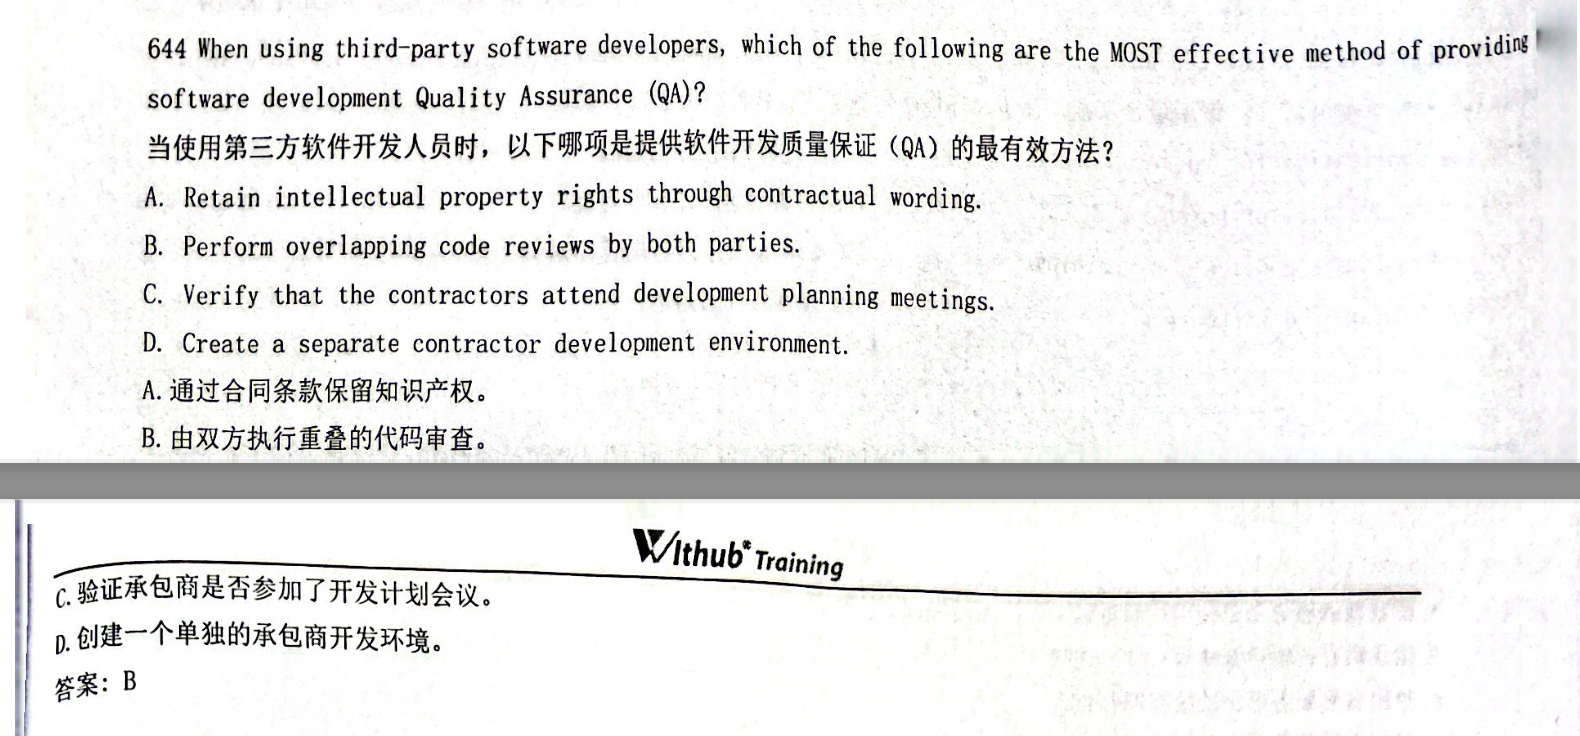 644 When using third-party software developers, which of the following are the MOST effective method of providing
software development Quality Assurance (QA)?
当使用第三方软件开发人员时，以下哪项是提供软件开发质量保证（QA）的最有效方法？
A. Retain intellectual property rights through contractual wording.
B. Perform overlapping code reviews by both parties.
C. Verify that the contractors attend development planning meetings.
D. Create a separate contractor development environment.
A. 通过合同条款保留知识产权。
B. 由双方执行重叠的代码审查。
WIthub Training
C. 验证承包商是否参加了开发计划会议。
D. 创建一个单独的承包商开发环境。
答案：B